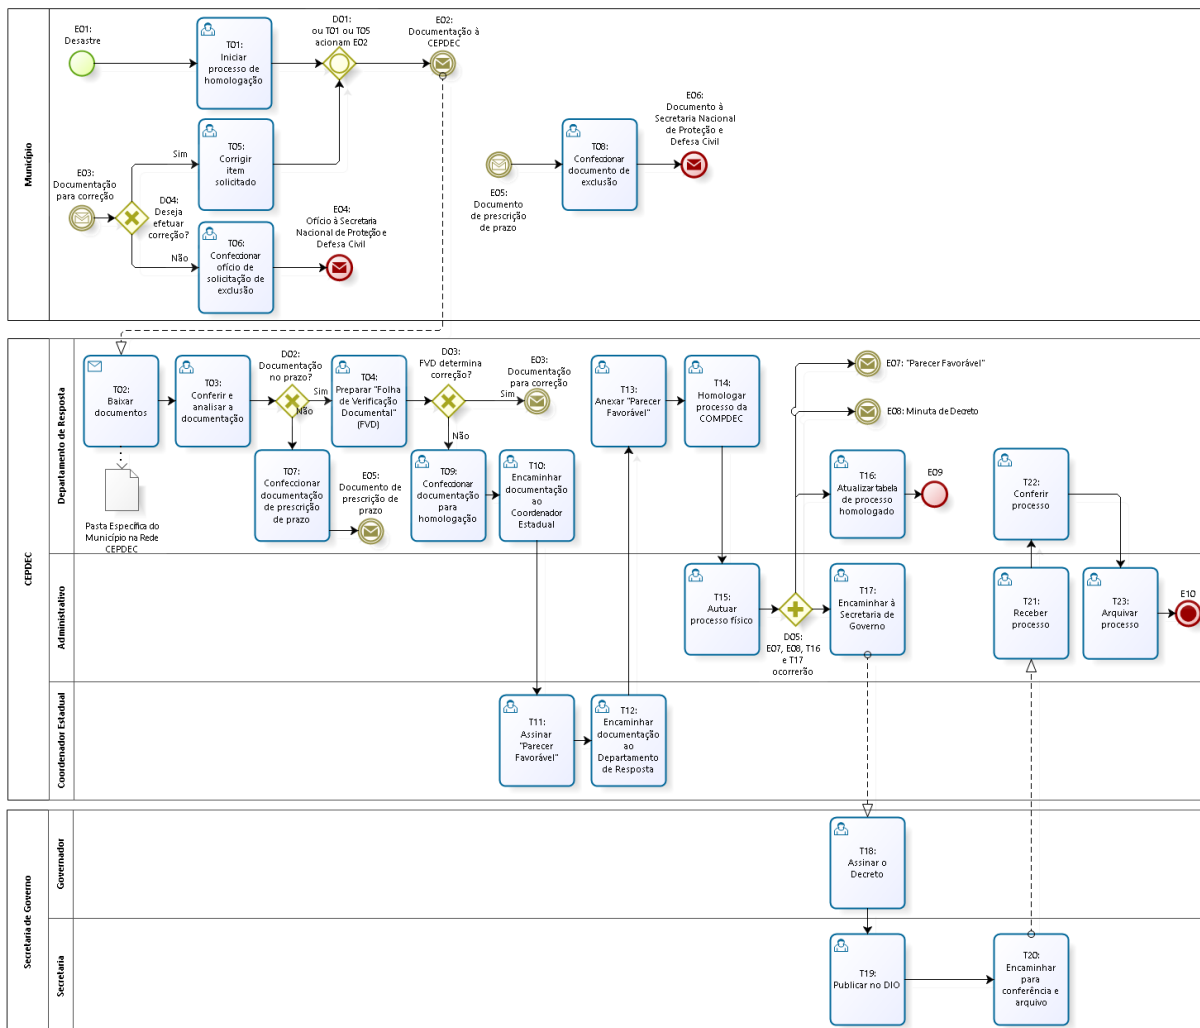 Município
E01:
Desastre
T01:
Iniciar
processo de
homologação
D01:
ou T01 ou T05
acionam E02
E02:
Documentação à
CEPDEC
E03:
Documentação
para correção
D04:
Deseja
efetuar
correção?
Sim
Não
T05:
Corrigir
item
solicitado
T06:
Confeccionar
ofício de
solicitação de
exclusão
E04:
Ofício à Secretaria
Nacional de Proteção e
Defesa Civil
E05:
Documento
de prescrição
de prazo
T08:
Confeccionar
documento de
exclusão
E06:
Documento à
Secretaria Nacional
de Proteção e
Defesa Civil
CEPDEC
Departamento de Resposta
T02:
Baixar
documentos
Pasta Específica do
Município na Rede
CEPDEC
T03:
Conferir e
analisar a
documentação
D02:
Documentação
no prazo?
Sim
Não
T04:
Preparar "Folha
de Verificação
Documental"
(FVD)
D03:
FVD determina
correção?
Sim
Não
E03:
Documentação
para correção
T07:
Confeccionar
documentação
de prescrição
de prazo
E05:
Documento de
prescrição de
prazo
T09:
Confeccionar
documentação
para
homologação
T10:
Encaminhar
documentação
ao
Coordenador
Estadual
T13:
Anexar "Parecer
Favorável"
T14:
Homologar
processo da
COMPDEC
E07: "Parecer Favorável"
E08: Minuta de Decreto
T16:
Atualizar tabela
de processo
homologado
E09
T22:
Conferir
processo
Administrativo
T15:
Autuar
processo físico
D05:
E07, E08, T16
e T17
ocorrerão
T17:
Encaminhar à
Secretaria de
Governo
T21:
Receber
processo
T23:
Arquivar
processo
E10
Coordenador Estadual
T11:
Assinar
"Parecer
Favorável"
T12:
Encaminhar
documentação
ao
Departamento
de Resposta
Secretaria de Governo
Governador
T18:
Assinar o
Decreto
Secretaria
T19:
Publicar no DIO
T20:
Encaminhar
para
conferência e
arquivo